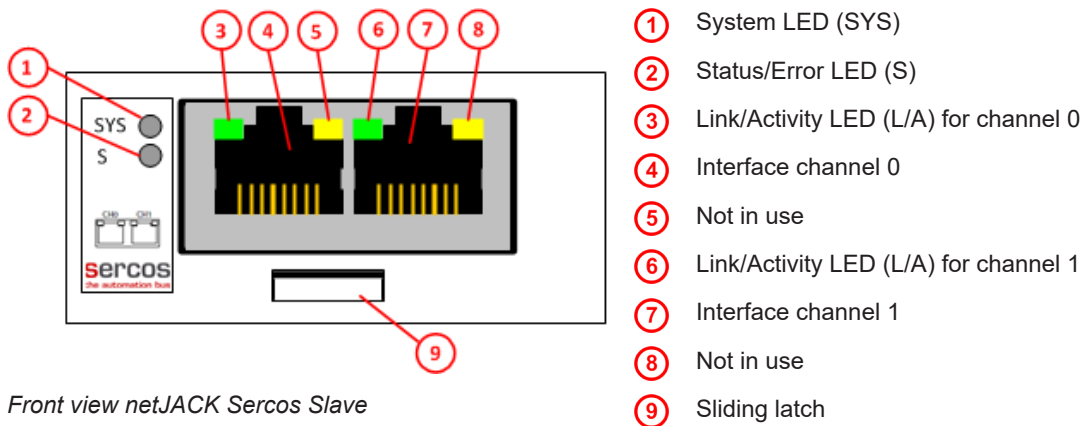 3 4 5 6 7 8
1
2
SYS
S
CH0 CH1
sercos
the automation bus
9
Front view netJACK Sercos Slave
1 System LED (SYS)
2 Status/Error LED (S)
3 Link/Activity LED (L/A) for channel 0
4 Interface channel 0
5 Not in use
6 Link/Activity LED (L/A) for channel 1
7 Interface channel 1
8 Not in use
9 Sliding latch